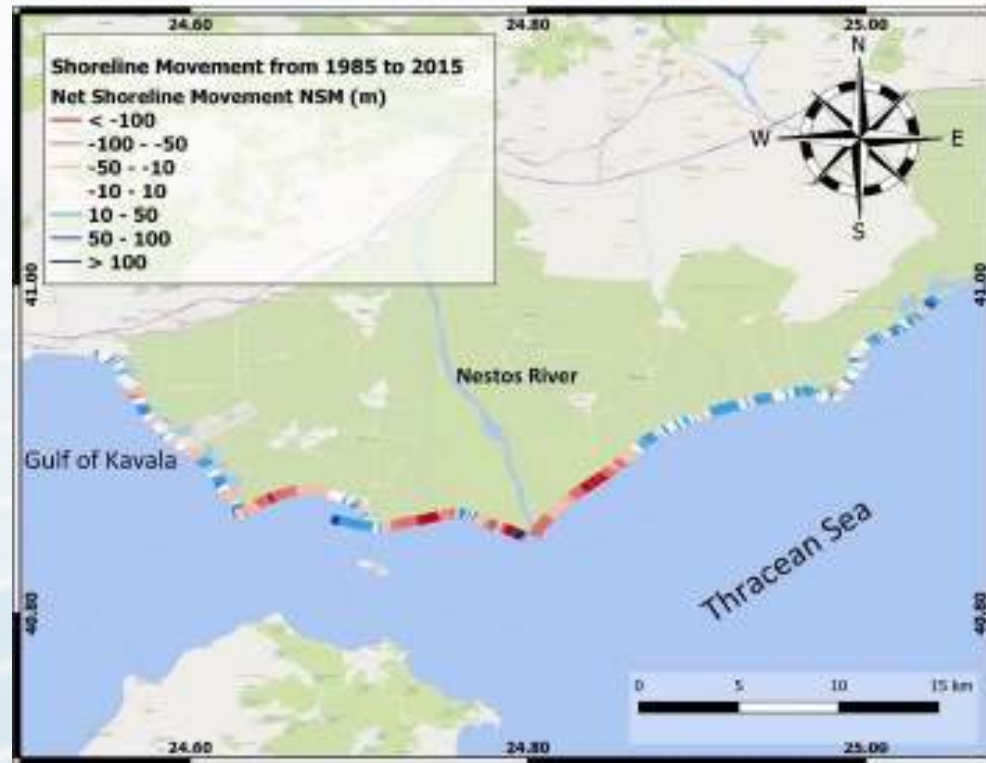 24.60 24.80 25.00
Shoreline Movement from 1985 to 2015
Net Shoreline Movement NSM (m)
< -100
-100 - -50
-50 - -10
-10 - 10
10 - 50
50 - 100
> 100
N
W E
S
41.00 41.00
Nestos River
Gulf of Kavala
Thracean Sea
40.80 40.80
0 5 10 15 km
24.60 24.80 25.00